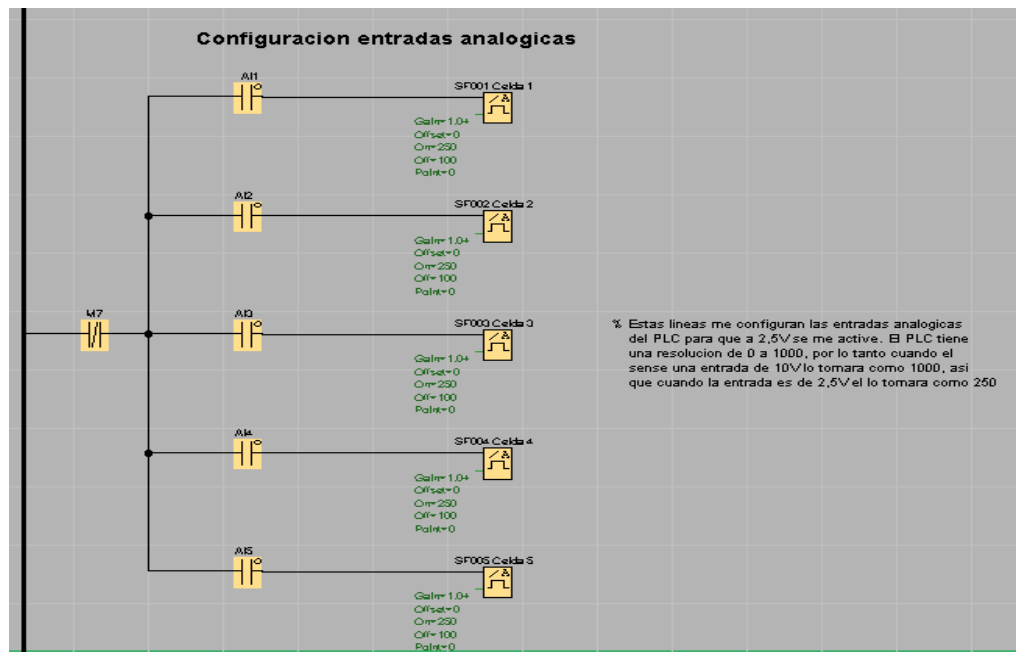 Configuracion entradas analogicas
AI1
SF001 Celda 1
Gain=1.0+
Offset=0
On=250
Off=100
Point=0
AI2
SF002 Celda 2
Gain=1.0+
Offset=0
On=250
Off=100
Point=0
M7
AI3
SF003 Celda 3
Gain=1.0+
Offset=0
On=250
Off=100
Point=0
% Estas lineas me configuran las entradas analogicas
del PLC para que a 2,5V se me active. El PLC tiene
una resolucion de 0 a 1000, por lo tanto cuando el
sense una entrada de 10V lo tomara como 1000, asi
que cuando la entrada es de 2,5V el lo tomara como 250
AI4
SF004 Celda 4
Gain=1.0+
Offset=0
On=250
Off=100
Point=0
AI5
SF005 Celda 5
Gain=1.0+
Offset=0
On=250
Off=100
Point=0